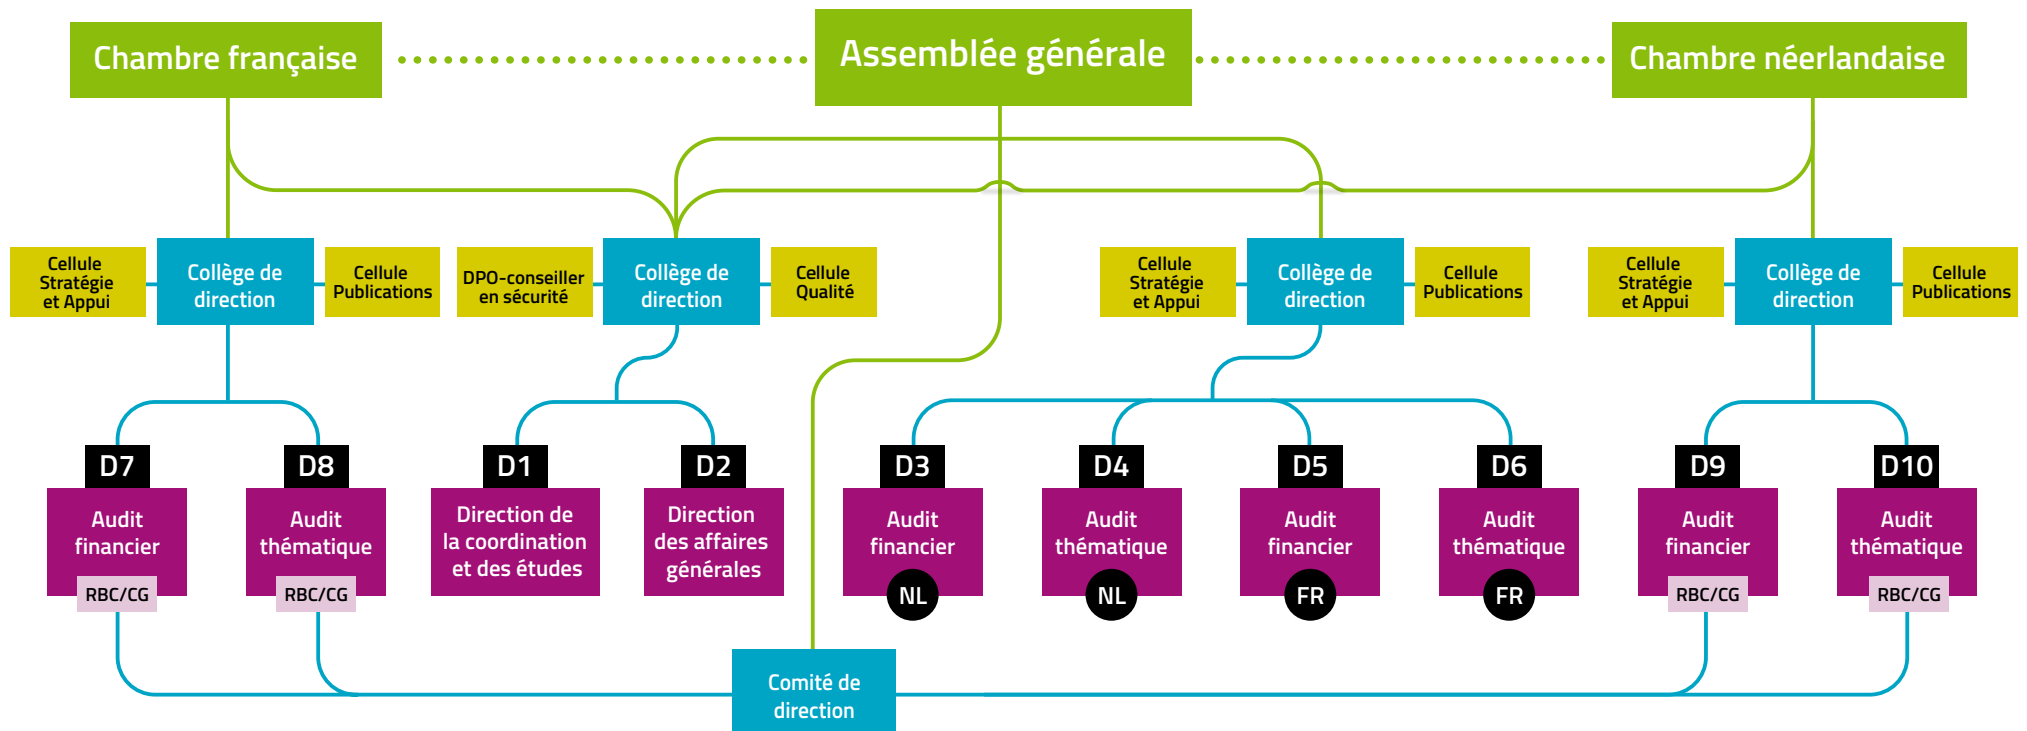 Chambre française
Assemblée générale
Chambre néerlandaise
Cellule
Stratégie
et Appui
Collège de
direction
Cellule
Publications
DPO-conseiller
en sécurité
Collège de
direction
Cellule
Qualité
Cellule
Stratégie
et Appui
Collège de
direction
Cellule
Publications
Cellule
Stratégie
et Appui
Collège de
direction
Cellule
Publications
D7
Audit
financier
RBC/CG
D8
Audit
thématique
RBC/CG
D1
Direction de
la coordination
et des études
D2
Direction
des affaires
générales
D3
Audit
financier
NL
D4
Audit
thématique
NL
D5
Audit
financier
FR
D6
Audit
thématique
FR
D9
Audit
financier
RBC/CG
D10
Audit
thématique
RBC/CG
Comité de
direction